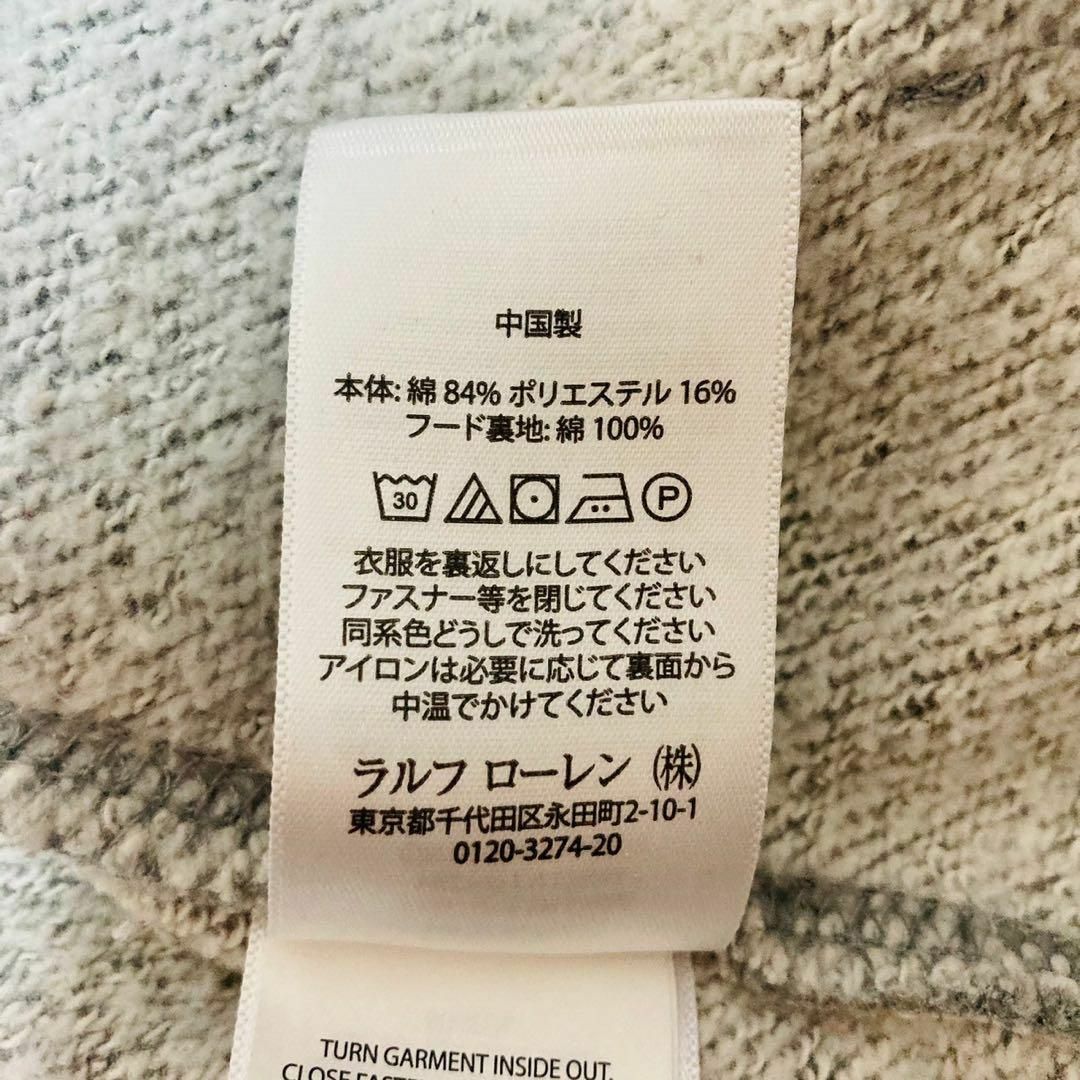 中国製
本体: 綿 84% ポリエステル 16%
フード裏地: 綿 100%
30 P
衣服を裏返しにしてください
ファスナー等を閉じてください
同系色どうしで洗ってください
アイロンは必要に応じて裏面から
中温でかけてください
ラルフ ローレン (株)
東京都千代田区永田町2-10-1
0120-3274-20
TURN GARMENT INSIDE OUT.
CLOSE